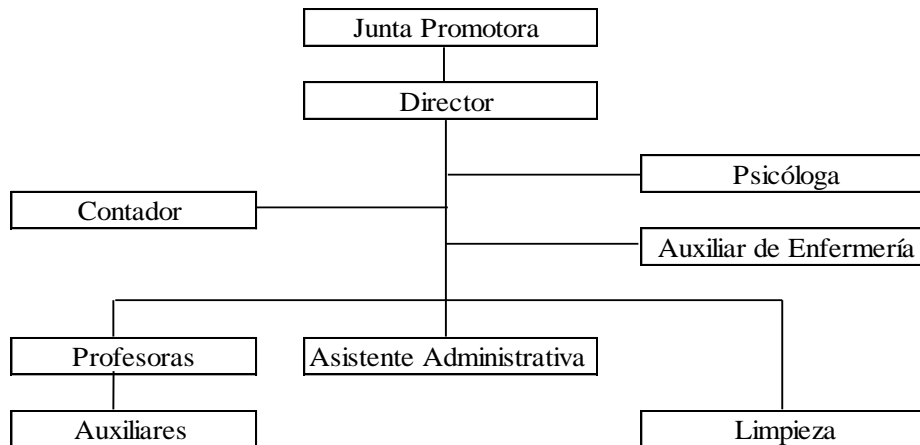 Junta Promotora
Director
Psicóloga
Contador
Auxiliar de Enfermería
Profesoras
Asistente Administrativa
Auxiliares
Limpieza